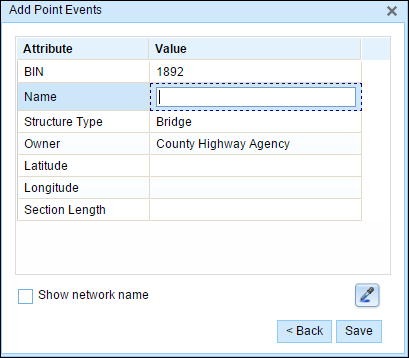 Add Point Events
Attribute Value
BIN 1892
Name
Structure Type Bridge
Owner County Highway Agency
Latitude
Longitude
Section Length
Show network name
< Back Save